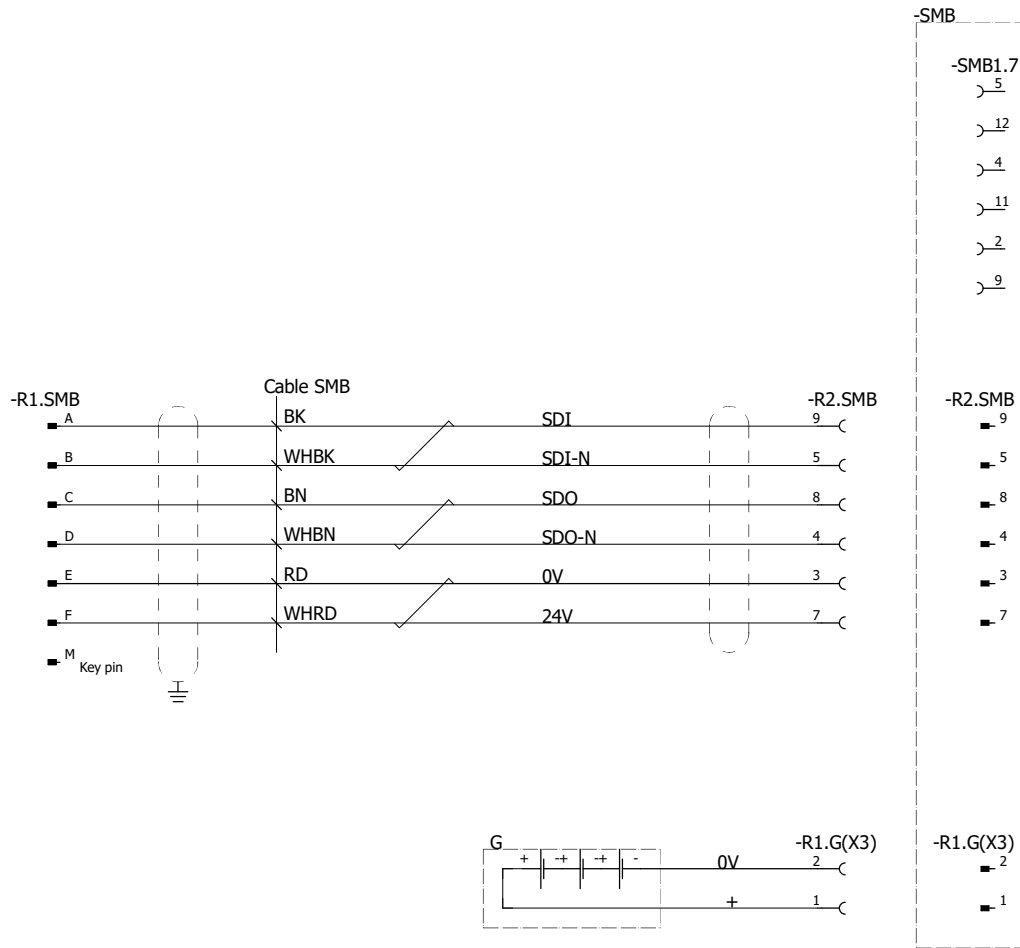 -SMB
-SMB1.7
5
12
4
11
2
9
Cable SMB
-R1.SMB -R2.SMB -R2.SMB
A BK SDI 9 9
B WHBK SDI-N 5 5
C BN SDO 8 8
D WHBN SDO-N 4 4
E RD 0V 3 3
F WHRD 24V 7 7
M Key pin
G -R1.G(X3) -R1.G(X3)
+ -+ -+ - 0V 2 2
+ 1 1